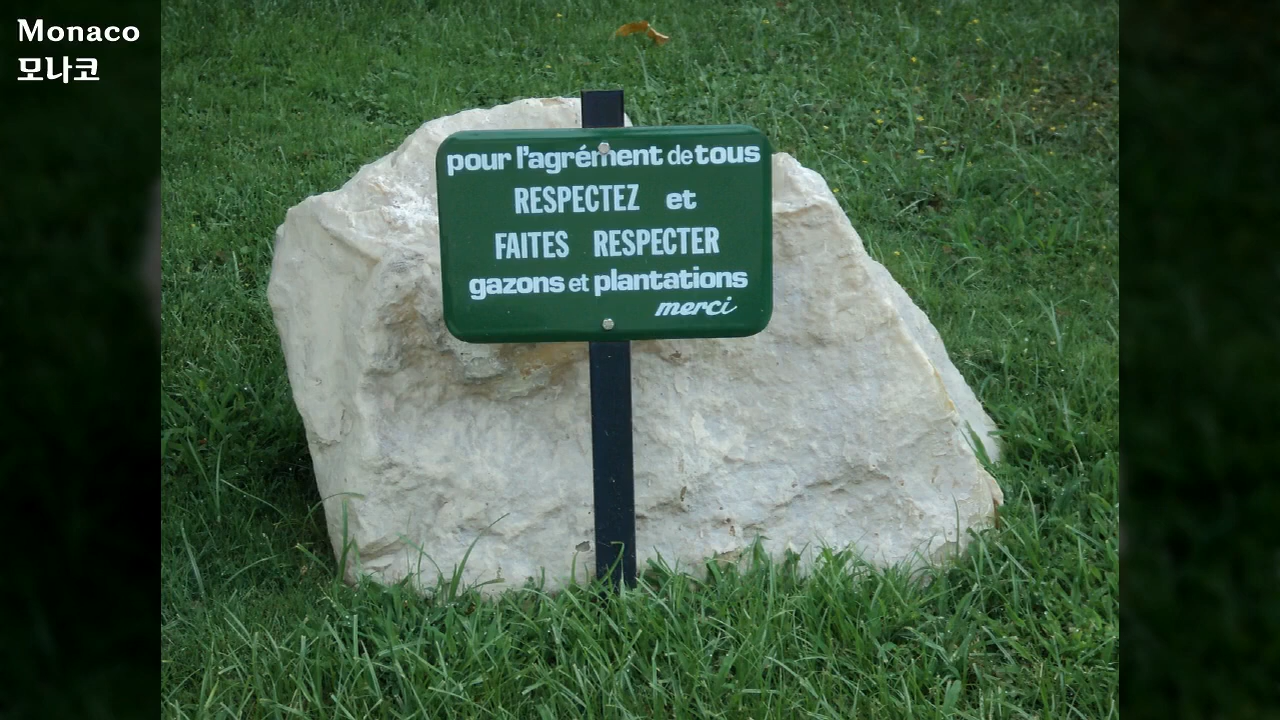 Monaco
모나코
pour l'agrément de tous
RESPECTEZ et
FAITES RESPECTER
gazons et plantations
merci